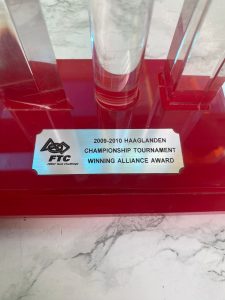 2009-2010 HAAGLANDEN
CHAMPIONSHIP TOURNAMENT
WINNING ALLIANCE AWARD
FTC